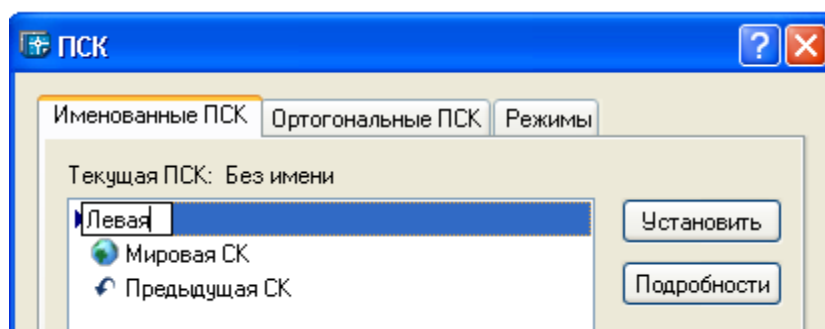 ПСК
?
Именованные ПСК Ортогональные ПСК Режимы
Текущая ПСК: Без имени
Левая Установить
Мировая СК
Предыдущая СК Подробности